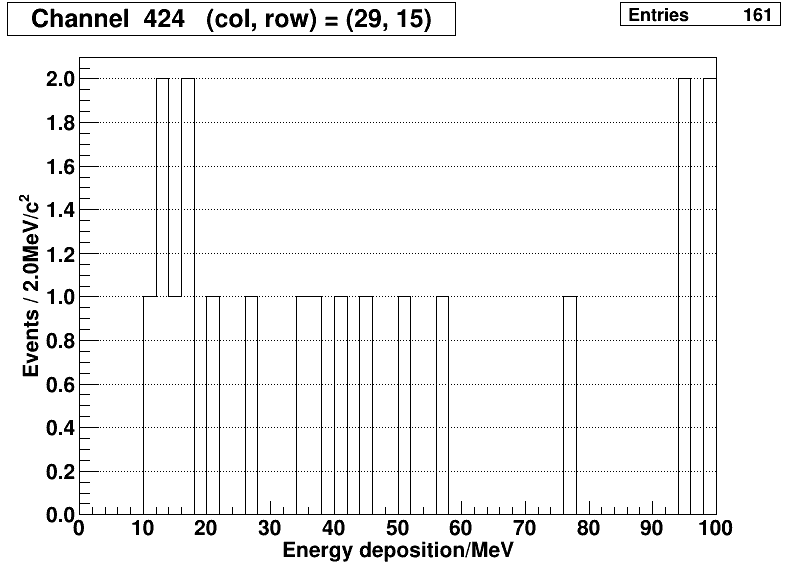 Channel 424 (col, row) = (29, 15)
Entries 161
2.0
1.8
1.6
1.4
1.2
1.0
0.8
0.6
0.4
0.2
0.0
Events / 2.0MeV/c²
0 10 20 30 40 50 60 70 80 90 100
Energy deposition/MeV